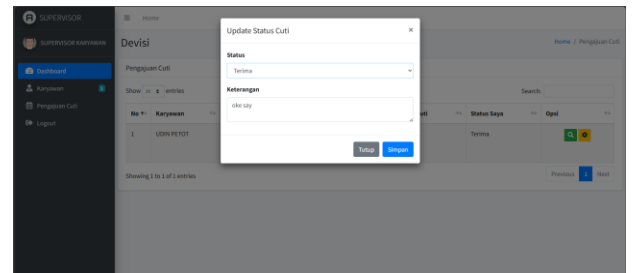 SUPERVISOR
Home
SUPERVISOR KARYAWAN
Dashboard
Karyawan
Pengajuan Cuti
Logout
Devisi
Home / Pengajuan Cuti
Pengajuan Cuti
Show entries
Search:
No Karyawan Status Saya Opsi
1 UDIN PETOT Terima
Showing 1 to 1 of 1 entries
Previous 1 Next
Update Status Cuti ×
Status
Terima
Keterangan
oke say
Tutup Simpan